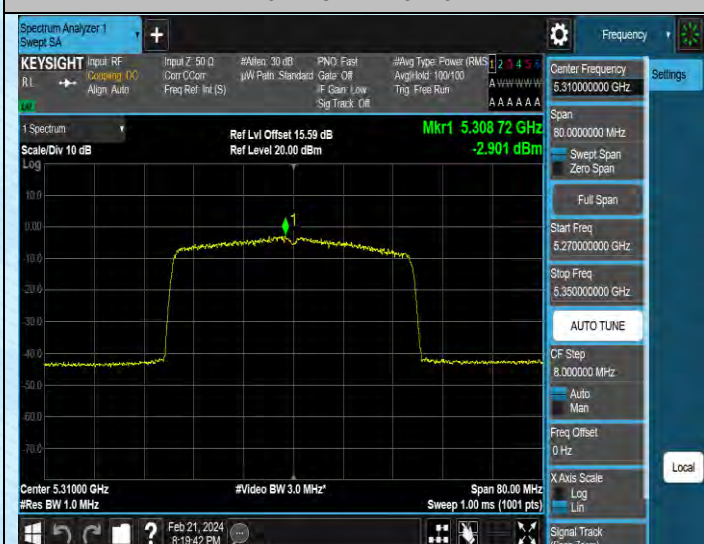 Spectrum Analyzer 1
Swept SA
+
Frequency
KEYSIGHT
RL
Input: RF
Coupling: DC
Align: Auto
Input Z: 50 Ω
Corr CCorr
Freq Ref: Int (S)
#Atten: 30 dB
µW Path: Standard
PNO: Fast
Gate: Off
IF Gain: Low
Sig Track: Off
#Avg Type: Power (RMS
Avg|Hold: 100/100
Trig: Free Run
1 2 3 4 5 6
A W W W W W
A A A A A A
1 Spectrum
Scale/Div 10 dB
Ref Lvl Offset 15.59 dB
Ref Level 20.00 dBm
Mkr1 5.308 72 GHz
-2.901 dBm
Log
10.0
0.00
-10.0
-20.0
-30.0
-40.0
-50.0
-60.0
-70.0
1
Center 5.31000 GHz
#Res BW 1.0 MHz
#Video BW 3.0 MHz*
Span 80.00 MHz
Sweep 1.00 ms (1001 pts)
Center Frequency
5.310000000 GHz
Settings
Span
80.0000000 MHz
Swept Span
Zero Span
Full Span
Start Freq
5.270000000 GHz
Stop Freq
5.350000000 GHz
AUTO TUNE
CF Step
8.000000 MHz
Auto
Man
Freq Offset
0 Hz
X Axis Scale
Log
Lin
Local
Signal Track
(Span Zoom)
?
Feb 21, 2024
8:19:42 PM